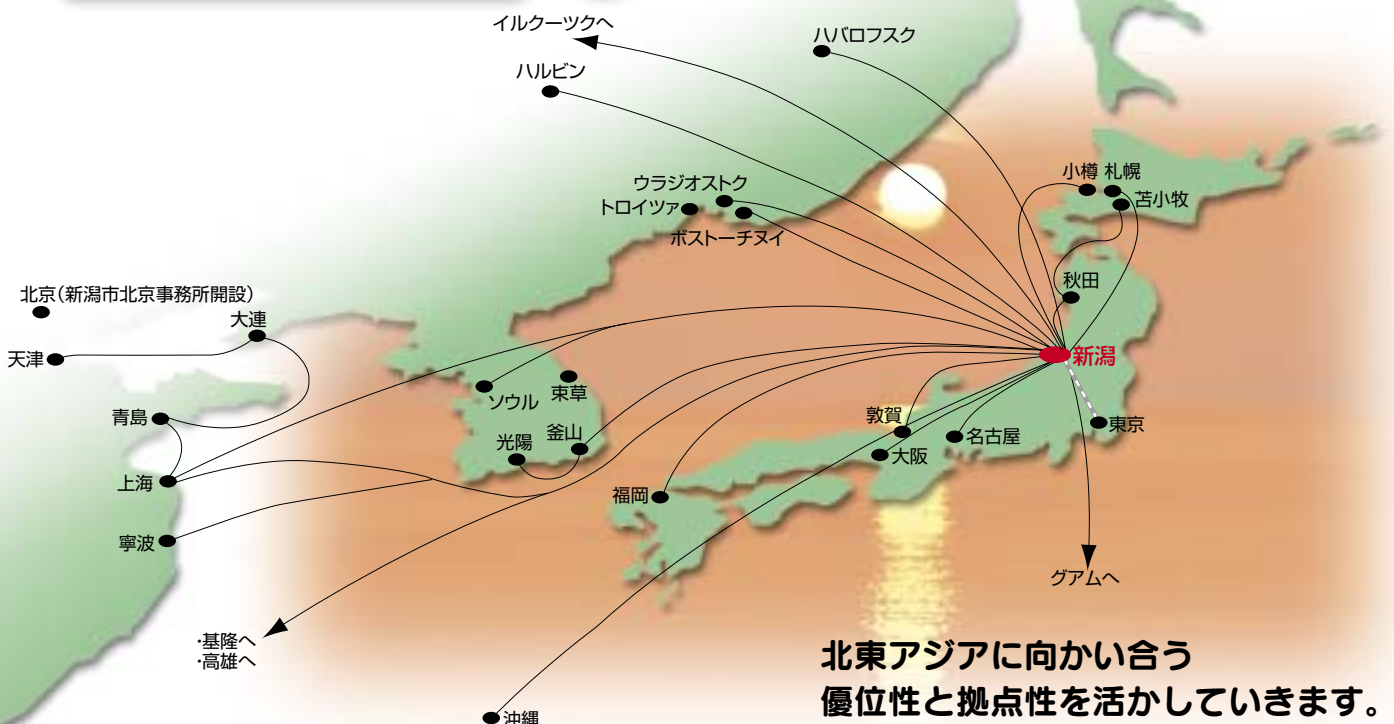 イルクーツクへ
ハバロフスク
ハルビン
小樽
札幌
苫小牧
ウラジオストク
トロイツァ
ボストーチヌイ
秋田
北京(新潟市北京事務所開設)
大連
天津
新潟
束草
ソウル
青島
敦賀
東京
釜山
光陽
名古屋
大阪
上海
福岡
寧波
グアムへ
・基隆へ
・高雄へ
北東アジアに向かい合う
優位性と拠点性を活かしていきます。
沖縄